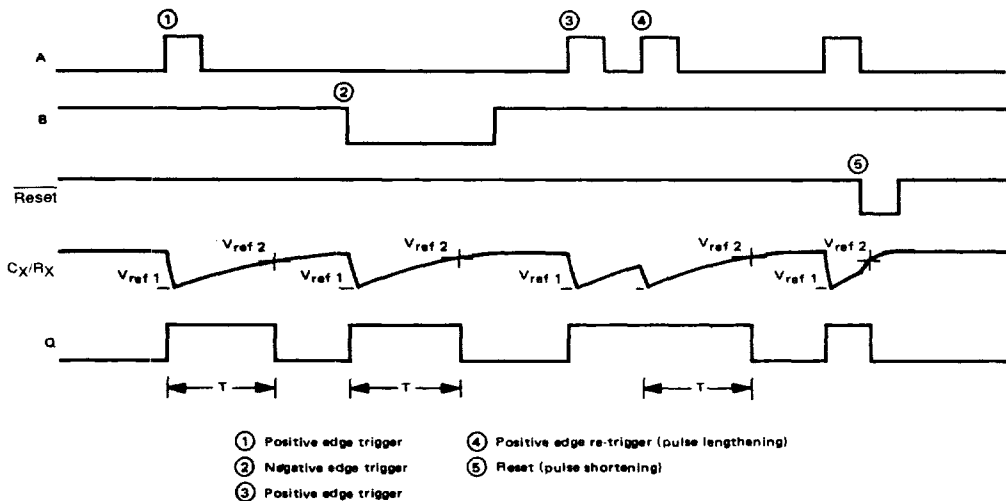 ① ③ ④
A
②
B
⑤
Reset
Vref 2 Vref 2 Vref 2 Vref 2
CX/RX
Vref 1 Vref 1 Vref 1 Vref 1
Q
T T T
① Positive edge trigger
② Negative edge trigger
③ Positive edge trigger
④ Positive edge re-trigger (pulse lengthening)
⑤ Reset (pulse shortening)